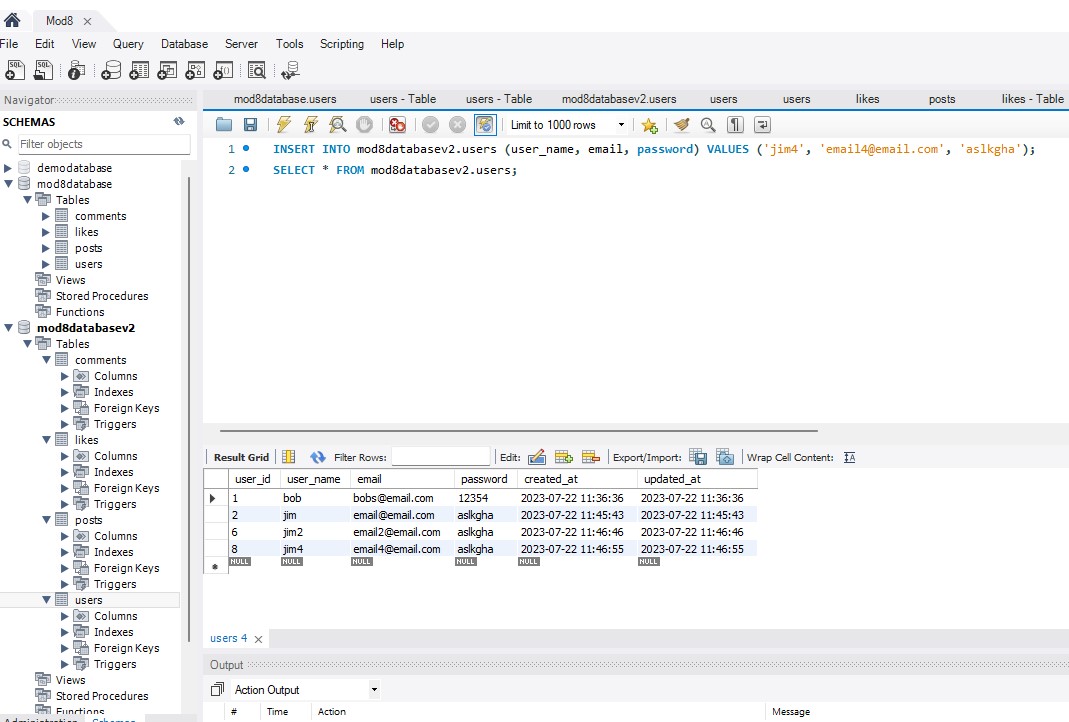 Mod8
File Edit View Query Database Server Tools Scripting Help
Navigator
SCHEMAS
Filter objects
demodatabase
mod8database
Tables
comments
likes
posts
users
Views
Stored Procedures
Functions
mod8databasev2
Tables
comments
Columns
Indexes
Foreign Keys
Triggers
likes
Columns
Indexes
Foreign Keys
Triggers
posts
Columns
Indexes
Foreign Keys
Triggers
users
Columns
Indexes
Foreign Keys
Triggers
Views
Stored Procedures
Functions
Administration Schemas
mod8database.users users - Table users - Table mod8databasev2.users users users likes posts likes - Table
Limit to 1000 rows
1 INSERT INTO mod8databasev2.users (user_name, email, password) VALUES ('jim4', 'email4@email.com', 'aslkgha');
2 SELECT * FROM mod8databasev2.users;
Result Grid Filter Rows: Edit: Export/Import: Wrap Cell Content:
user_id user_name email password created_at updated_at
1 bob bobs@email.com 12354 2023-07-22 11:36:36 2023-07-22 11:36:36
2 jim email@email.com aslkgha 2023-07-22 11:45:43 2023-07-22 11:45:43
6 jim2 email2@email.com aslkgha 2023-07-22 11:46:46 2023-07-22 11:46:46
8 jim4 email4@email.com aslkgha 2023-07-22 11:46:55 2023-07-22 11:46:55
NULL NULL NULL NULL NULL NULL
users 4
Output
Action Output
# Time Action Message